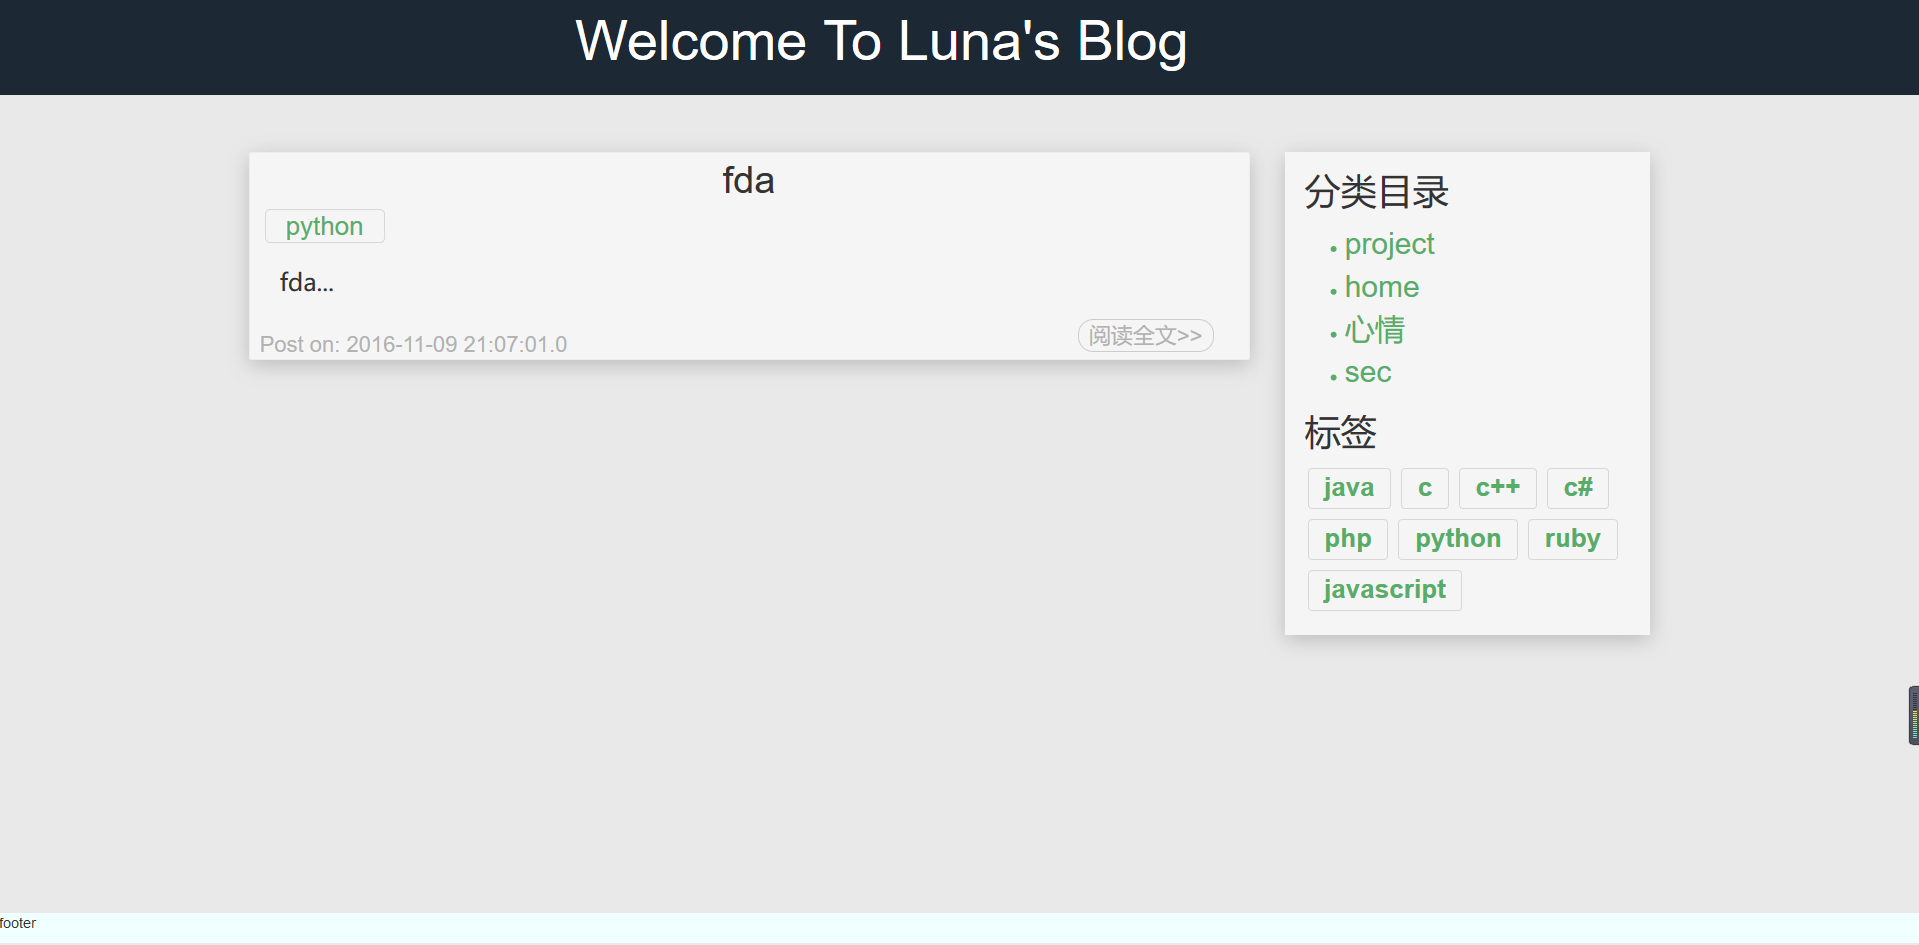 Welcome To Luna's Blog
fda
python
fda...
Post on: 2016-11-09 21:07:01.0
阅读全文>>
分类目录
• project
• home
• 心情
• sec
标签
java c c++ c#
php python ruby
javascript
footer